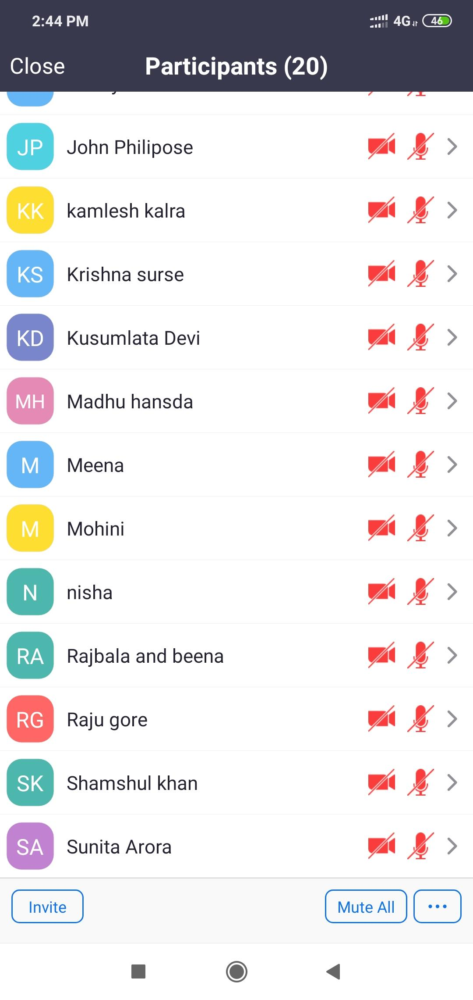 2:44 PM 4G 46
Close Participants (20)
JP John Philipose
KK kamlesh kalra
KS Krishna surse
KD Kusumlata Devi
MH Madhu hansda
M Meena
M Mohini
N nisha
RA Rajbala and beena
RG Raju gore
SK Shamshul khan
SA Sunita Arora
Invite Mute All